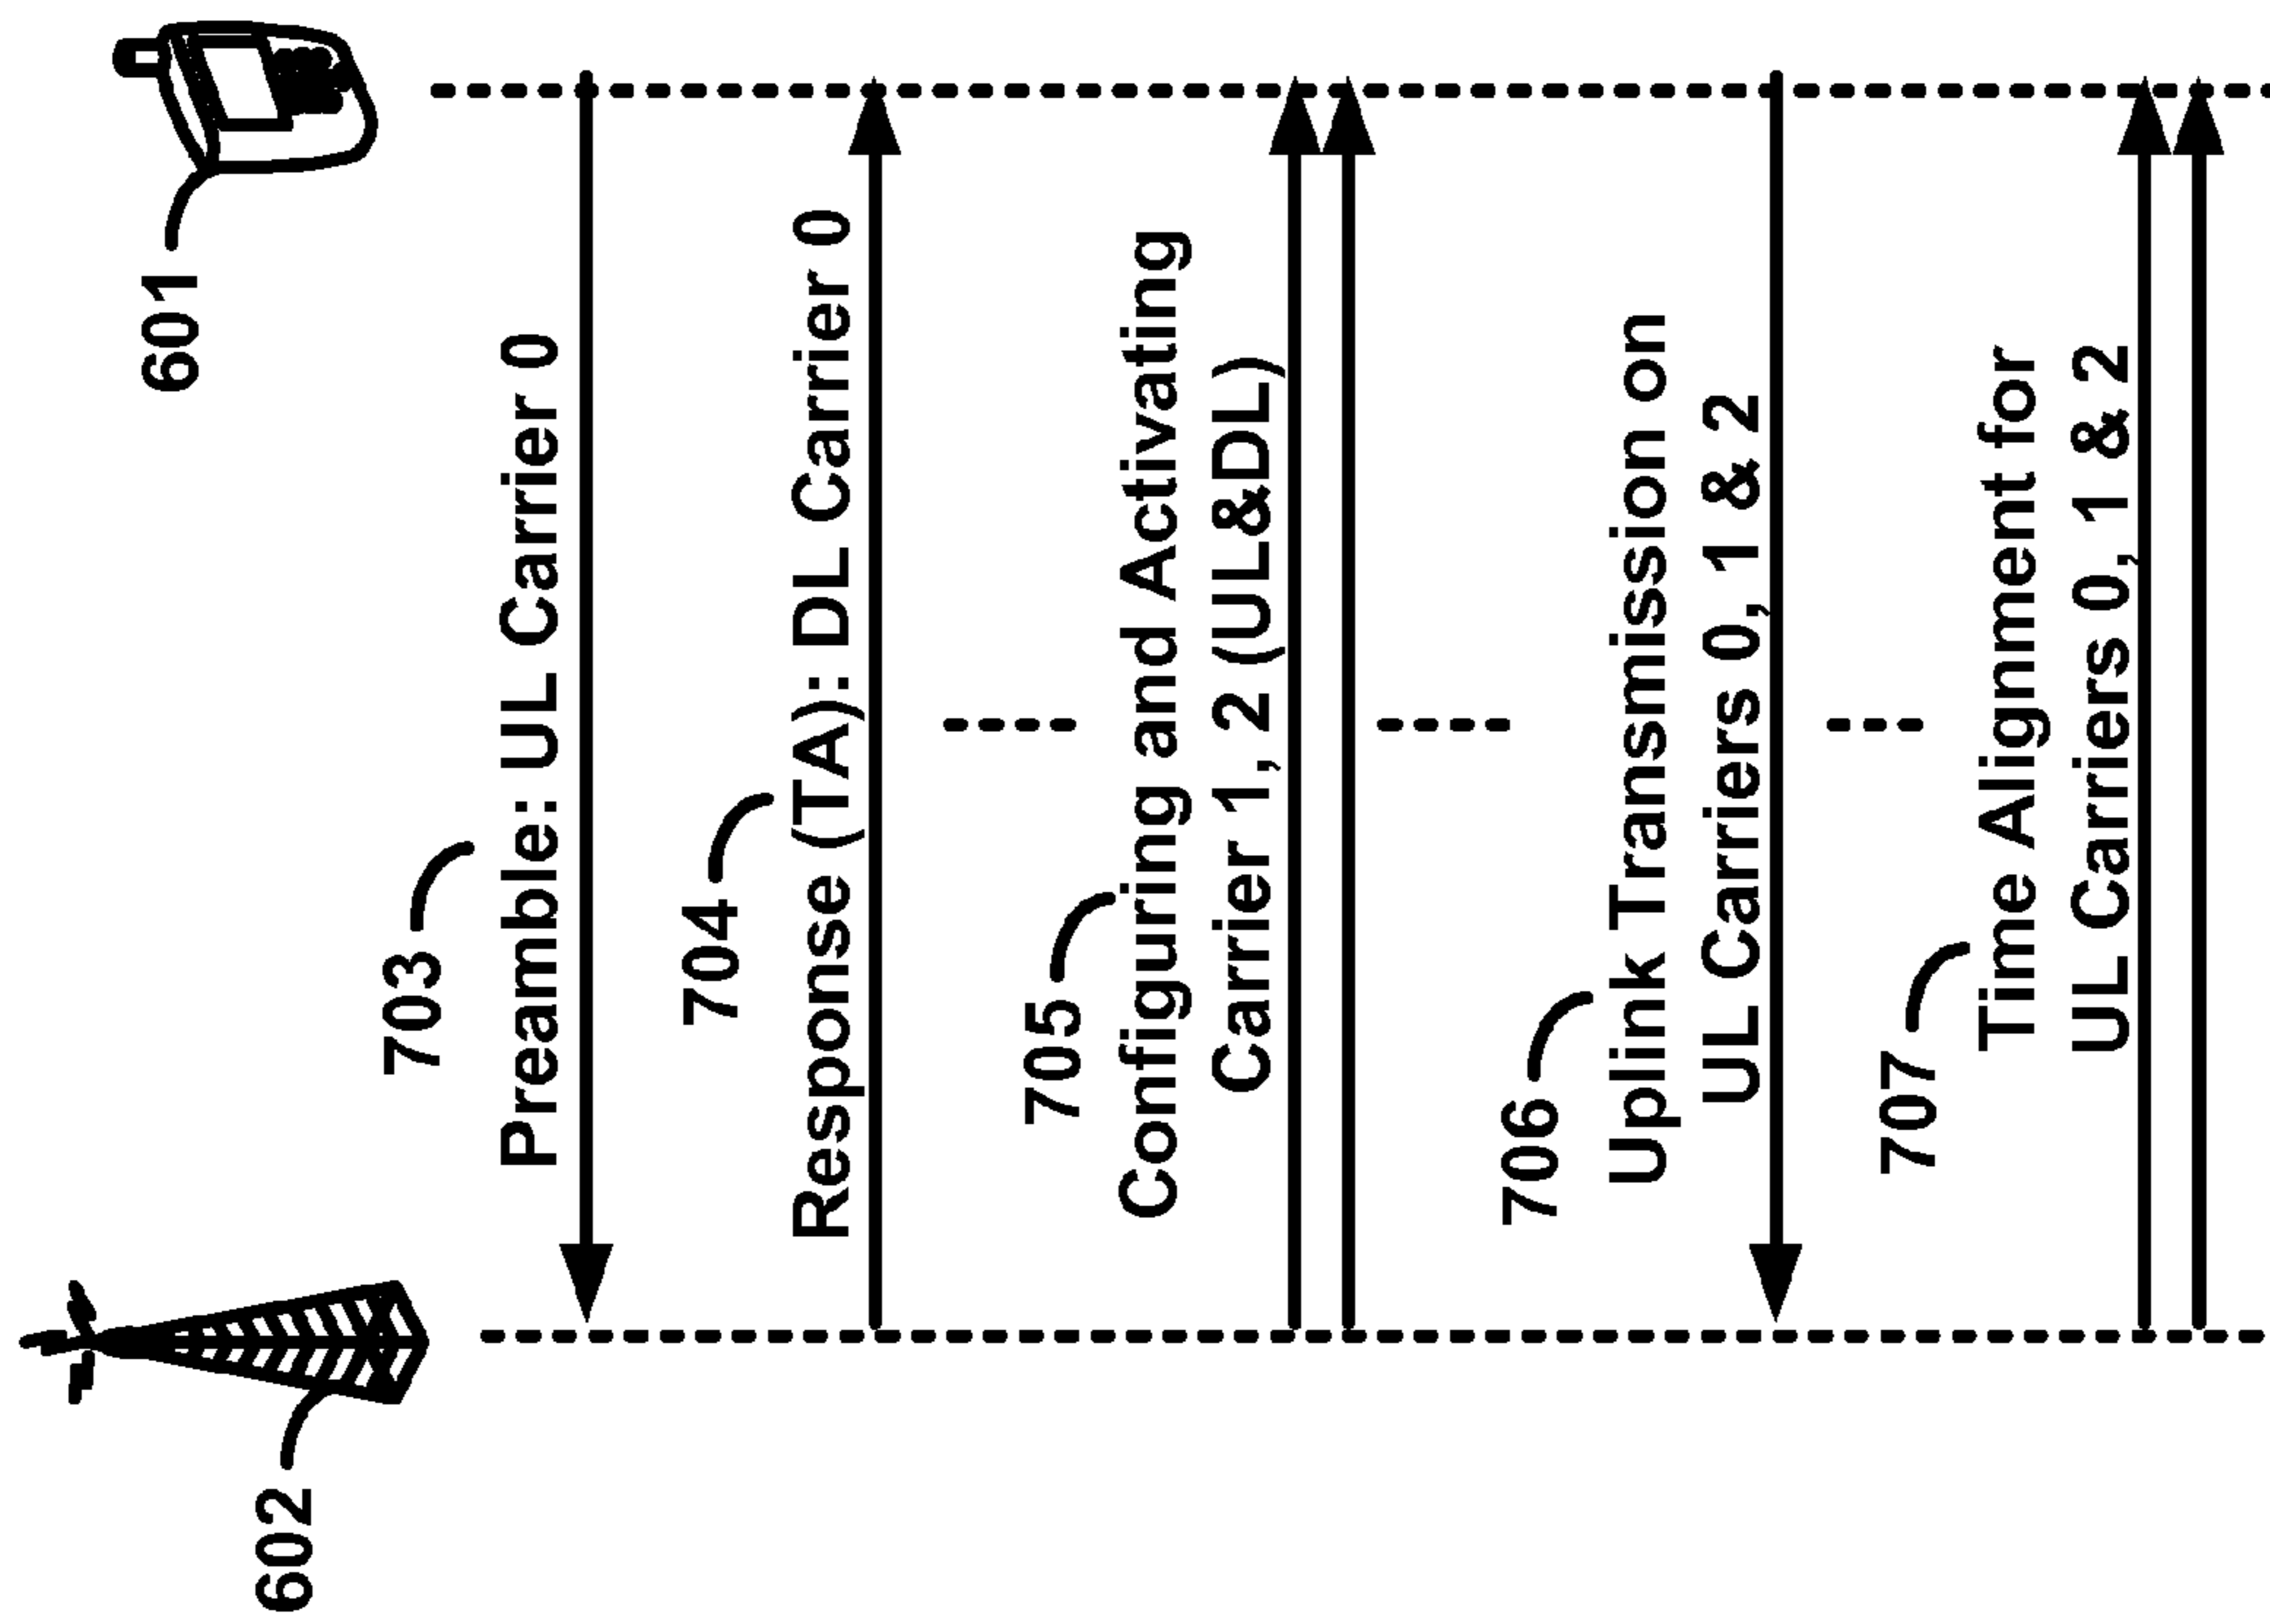 602
601
703
Preamble: UL Carrier 0
704
Response (TA): DL Carrier 0
705
Configuring and Activating
Carrier 1, 2 (UL&DL)
706
Uplink Transmission on
UL Carriers 0, 1 & 2
707
Time Alignment for
UL Carriers 0, 1 & 2